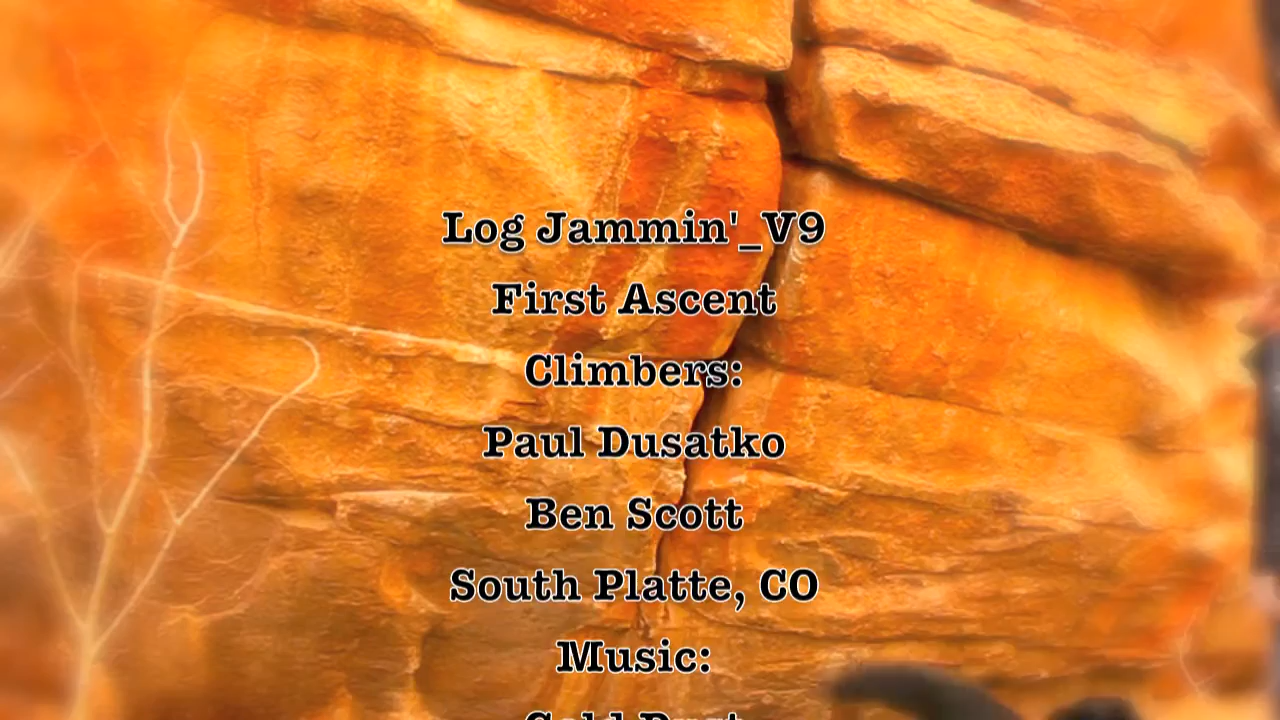 Log Jammin'_V9
First Ascent
Climbers:
Paul Dusatko
Ben Scott
South Platte, CO
Music: